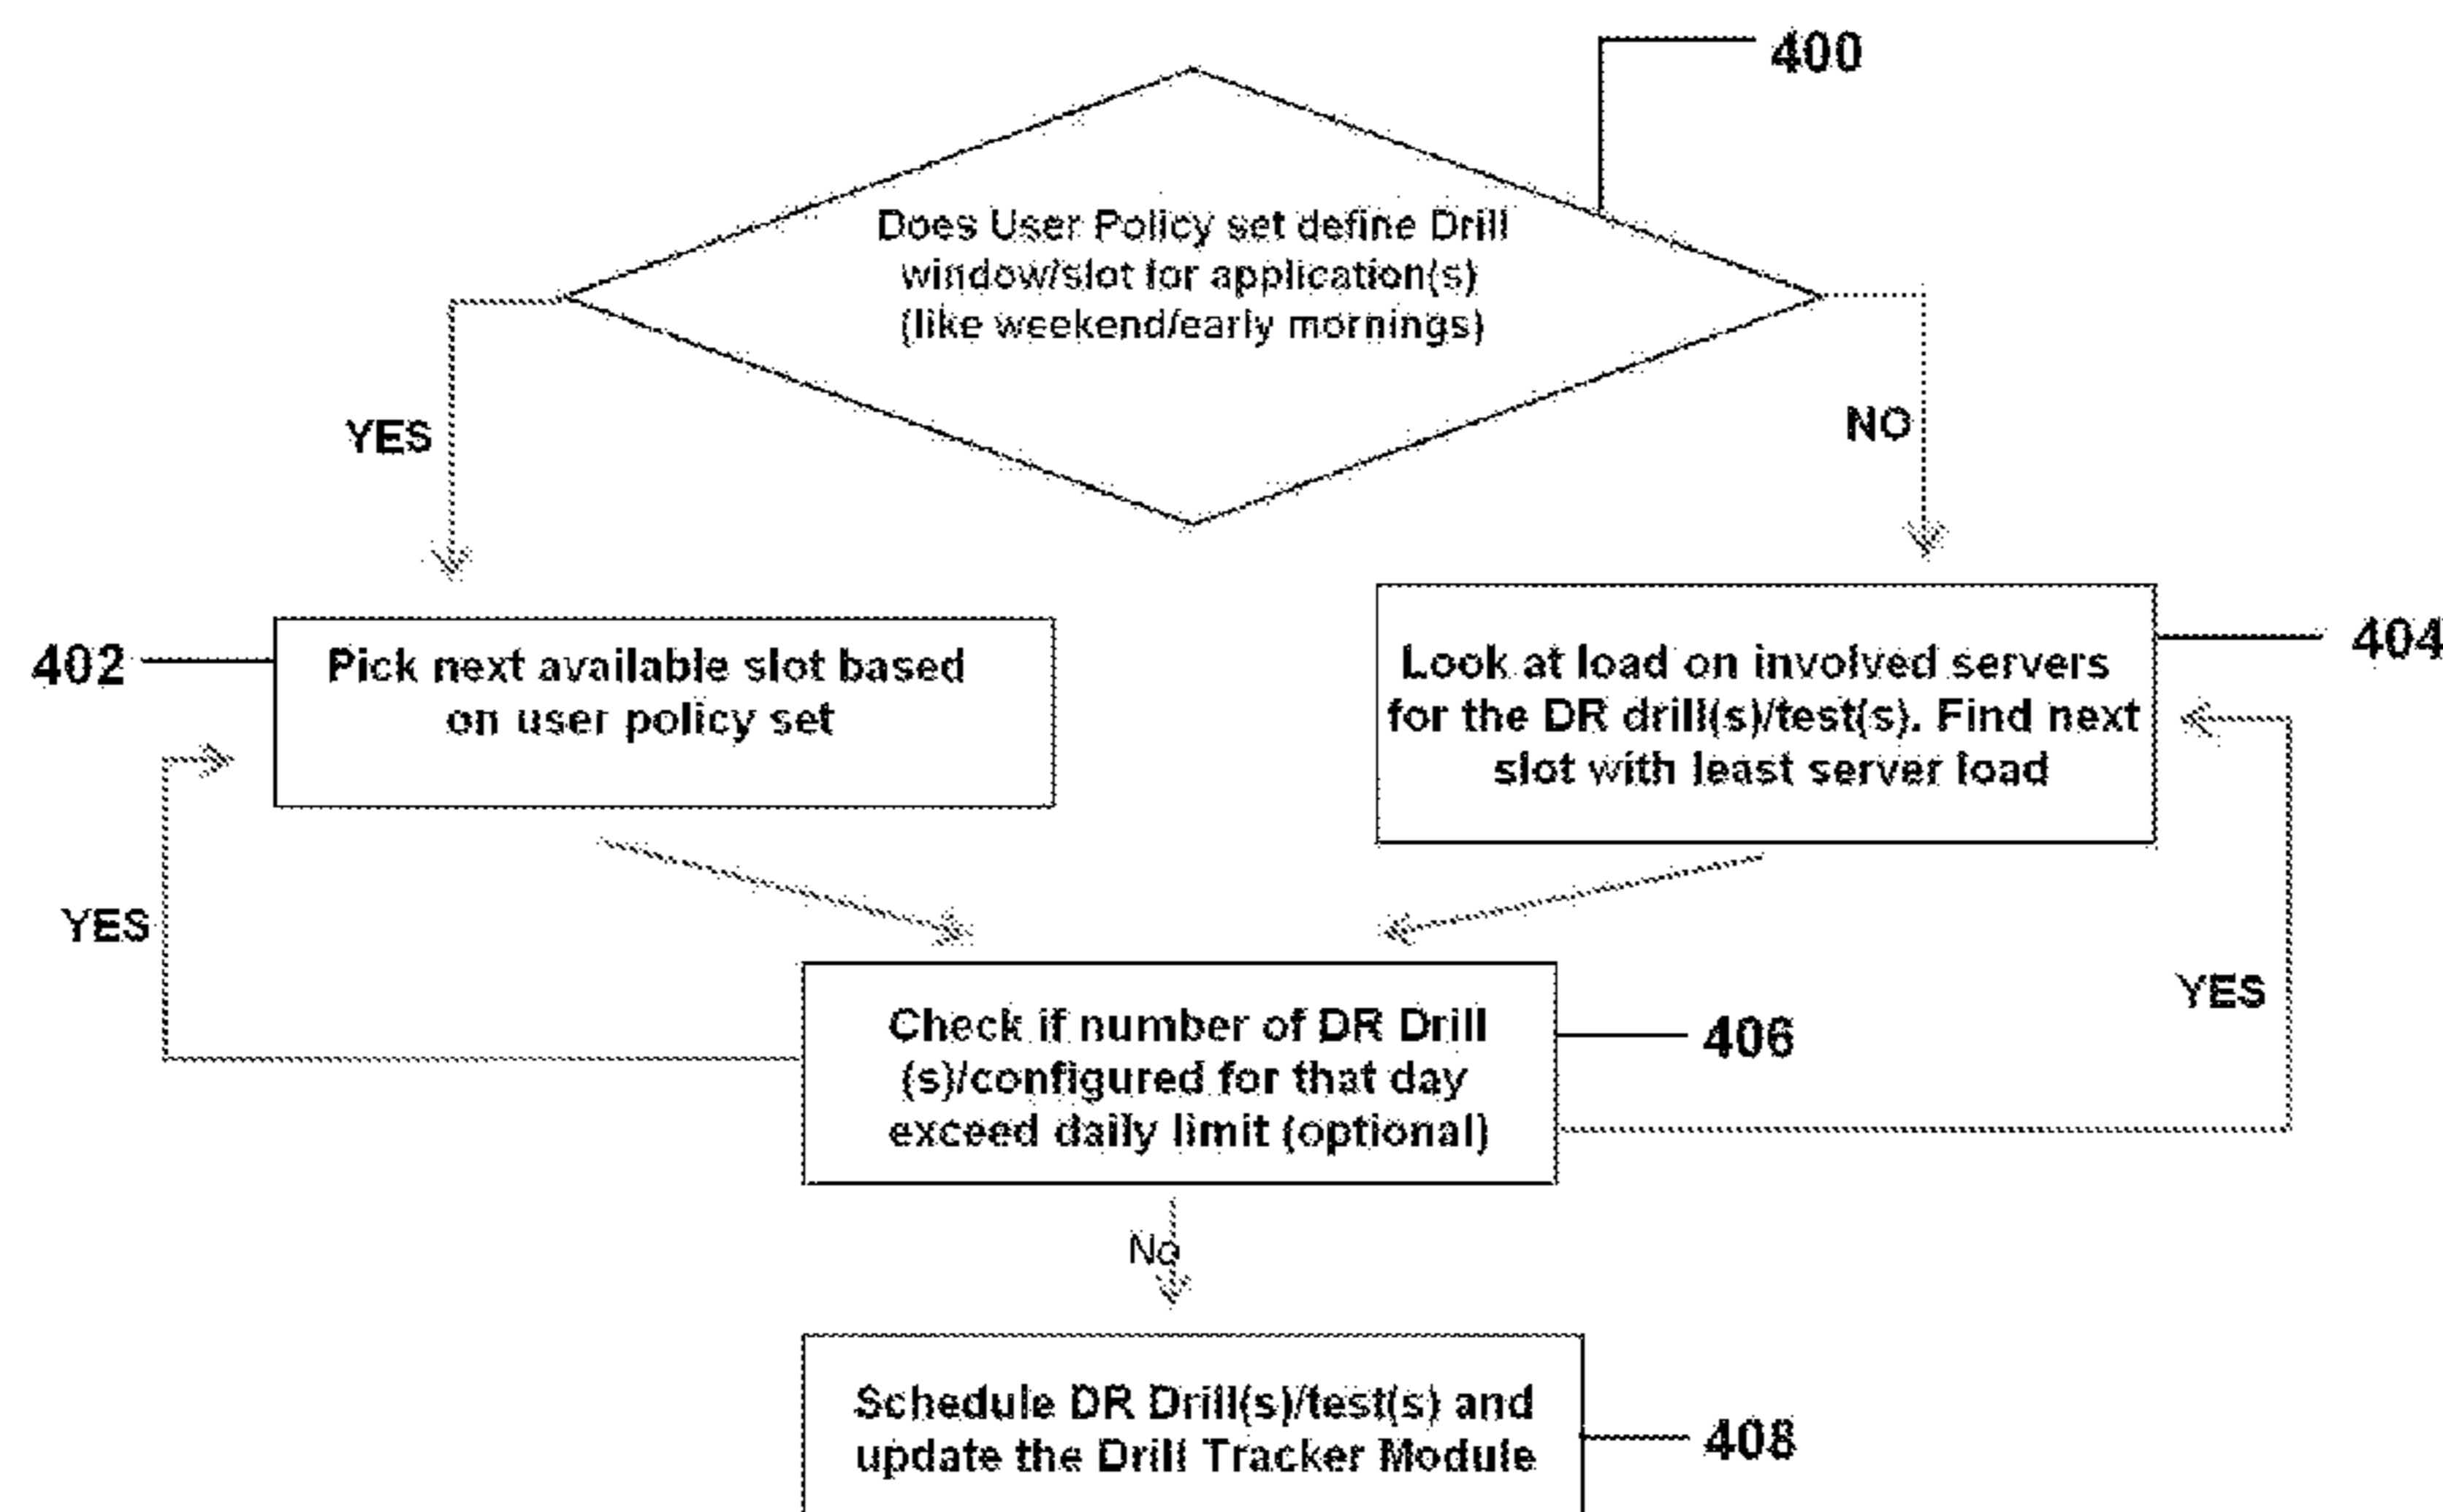 400
Does User Policy set define Drill
window/slot for application(s)
(like weekend/early mornings)
YES
NO
402
Pick next available slot based
on user policy set
404
Look at load on involved servers
for the DR drill(s)/test(s). Find next
slot with least server load
YES
YES
406
Check if number of DR Drill
(s)/configured for that day
exceed daily limit (optional)
No
408
Schedule DR Drill(s)/test(s) and
update the Drill Tracker Module